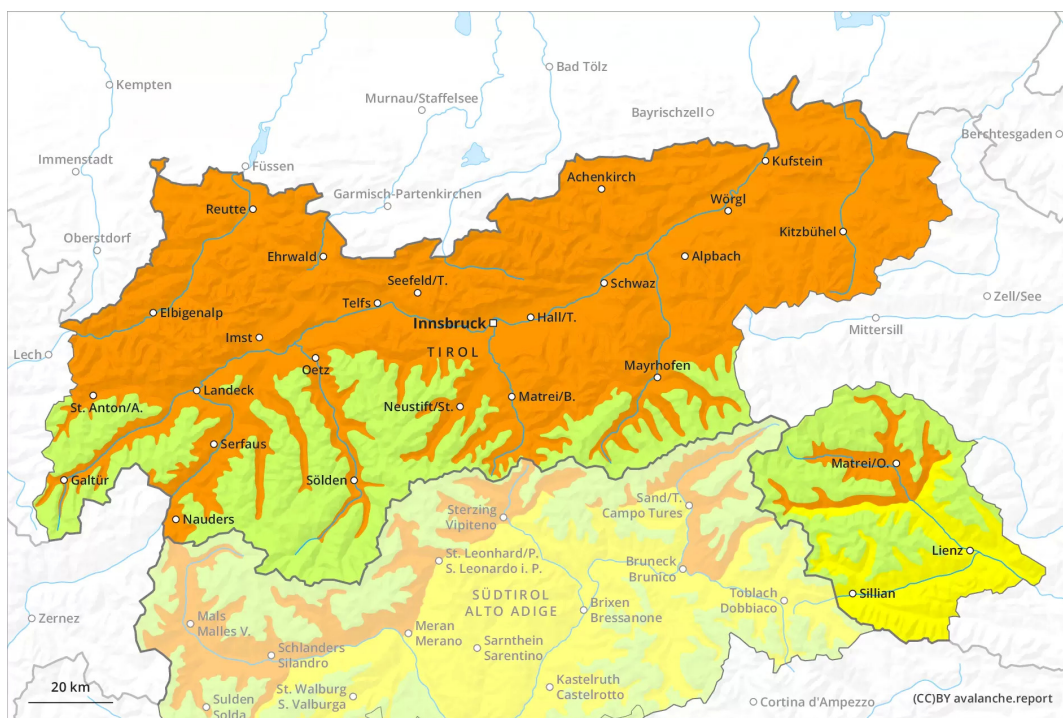 Kempten
Bad Tölz
Murnau/Staffelsee
Bayrischzell
Berchtesgaden
Immenstadt
Füssen
Kufstein
Achenkirch
Garmisch-Partenkirchen
Reutte
Wörgl
Oberstdorf
Kitzbühel
Ehrwald
Alpbach
Seefeld/T.
Schwaz
Zell/See
Telfs
Elbigenalp
Hall/T.
Innsbruck
Mittersill
Imst
Lech
TIROL
Oetz
Mayrhofen
Landeck
St. Anton/A.
Neustift/St.
Matrei/B.
Serfaus
Matrei/O.
Galtür
Sölden
Sand/T.
Campo Tures
Sterzing
Vipiteno
Nauders
Lienz
St. Leonhard/P.
S. Leonardo i. P.
Bruneck
Brunico
Sillian
SÜDTIROL
ALTO ADIGE
Toblach
Dobbiaco
Brixen
Bressanone
Zernez
Mals
Malles V.
Meran
Merano
Sarnthein
Sarentino
Schlanders
Silandro
Kastelruth
Castelrotto
20 km
St. Walburg
S. Valburga
Sulden
Solda
Cortina d'Ampezzo
(CC)BY avalanche.report